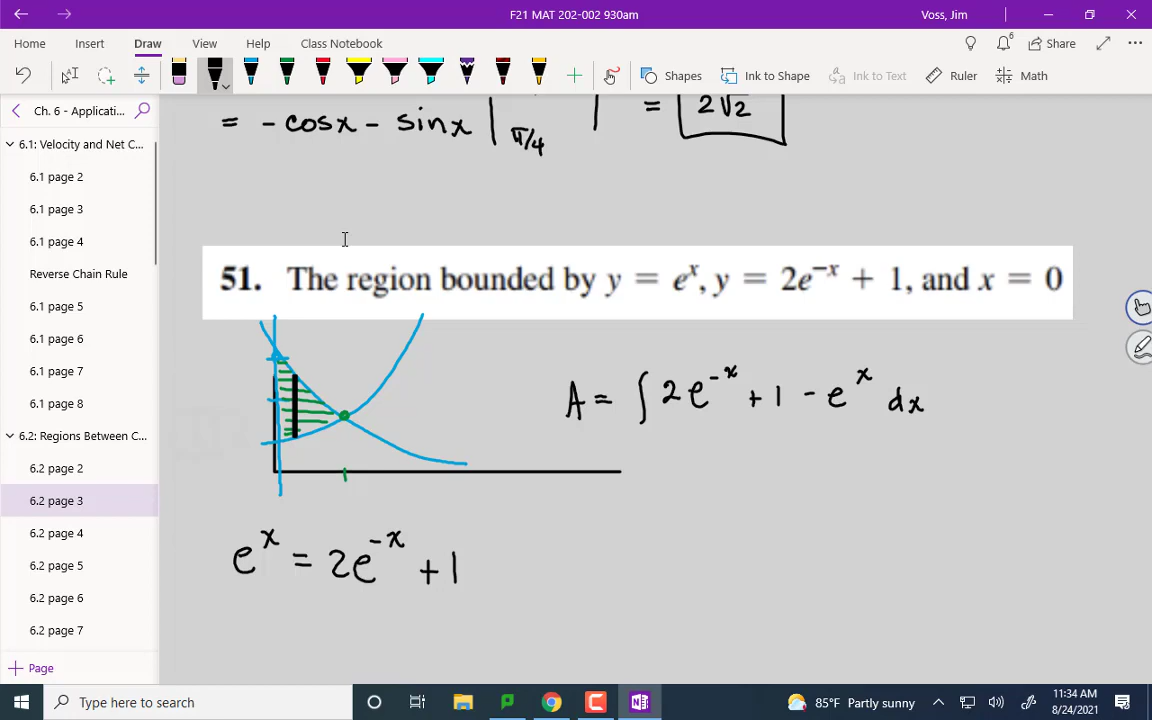 F21 MAT 202-002 930am
Voss, Jim
Home Insert Draw View Help Class Notebook
6
Share
Shapes
Ink to Shape
Ink to Text
Ruler
Math
Ch. 6 - Applicati...
6.1: Velocity and Net C...
6.1 page 2
6.1 page 3
6.1 page 4
Reverse Chain Rule
6.1 page 5
6.1 page 6
6.1 page 7
6.1 page 8
6.2: Regions Between C...
6.2 page 2
6.2 page 3
6.2 page 4
6.2 page 5
6.2 page 6
6.2 page 7
Page
= -cosx - sinx | π/4 | = 2√2
51. The region bounded by y = e^x, y = 2e^-x + 1, and x = 0
A = ∫ 2e^-x + 1 - e^x dx
e^x = 2e^-x + 1
Type here to search
85°F Partly sunny
11:34 AM
8/24/2021